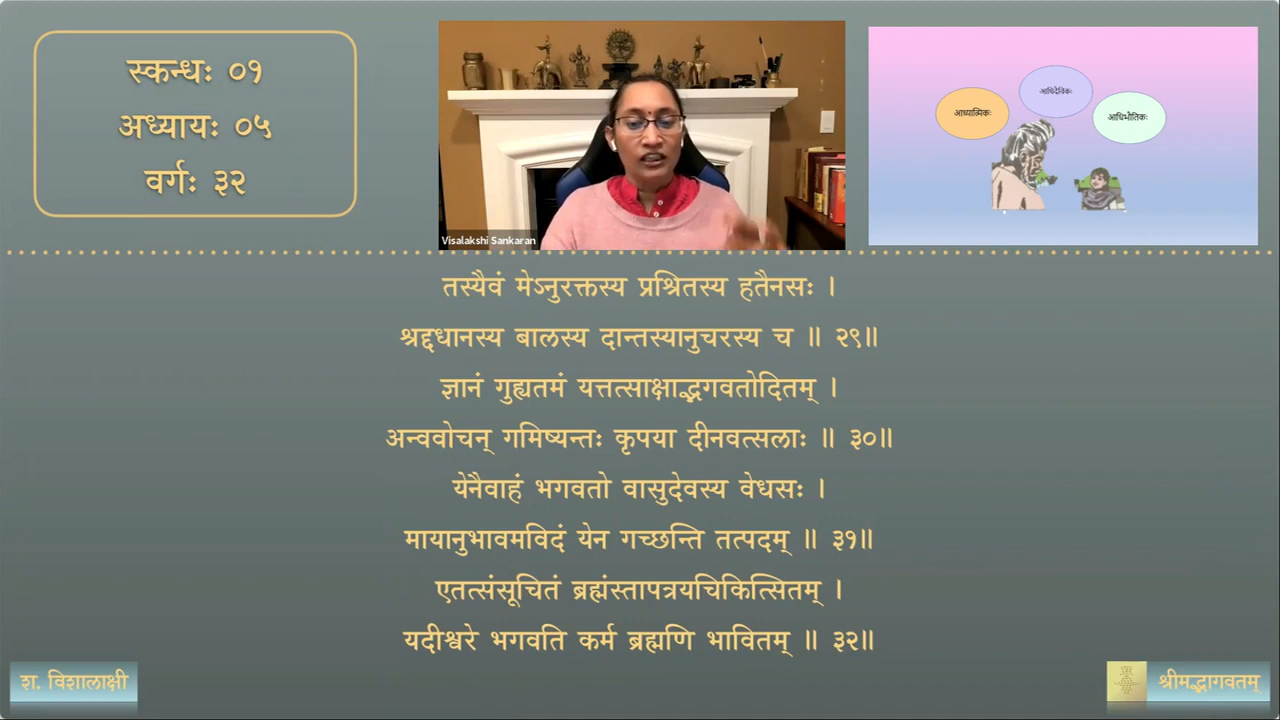 स्कन्धः ०१
अध्यायः ०५
वर्गः ३२
Visalakshi Sankaran
आध्यात्मिकः
आधिदैविकः
आधिभौतिकः
तस्यैवं मेऽनुरक्तस्य प्रश्रितस्य हतैनसः ।
श्रद्दधानस्य बालस्य दान्तस्यानुचरस्य च ॥ २९॥
ज्ञानं गुह्यतमं यत्तत्साक्षाद्भगवतोदितम् ।
अन्ववोचन् गमिष्यन्तः कृपया दीनवत्सलाः ॥ ३०॥
येनैवाहं भगवतो वासुदेवस्य वेधसः ।
मायानुभावमविदं येन गच्छन्ति तत्पदम् ॥ ३१॥
एतत्संसूचितं ब्रह्मंस्तापत्रयचिकित्सितम् ।
यदीश्वरे भगवति कर्म ब्रह्मणि भावितम् ॥ ३२॥
श. विशालाक्षी
श्रीमद्भागवतम्